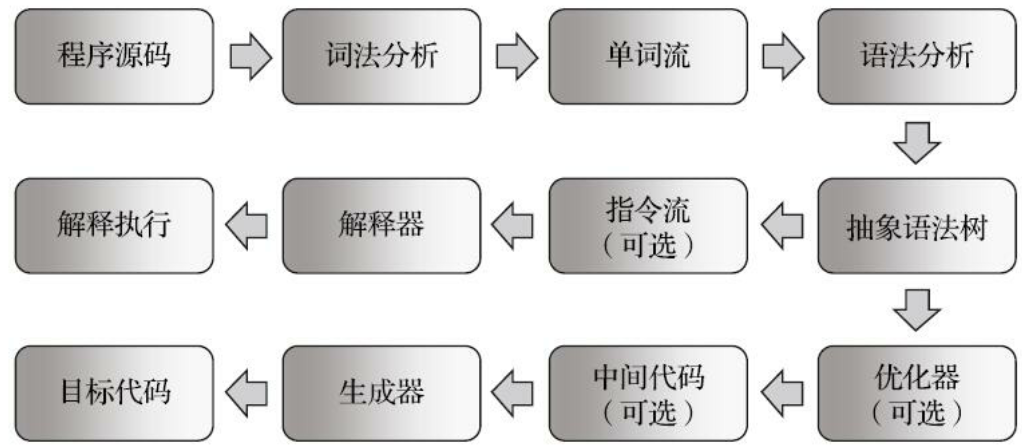 程序源码
词法分析
单词流
语法分析
解释执行
解释器
指令流
（可选）
抽象语法树
目标代码
生成器
中间代码
（可选）
优化器
（可选）